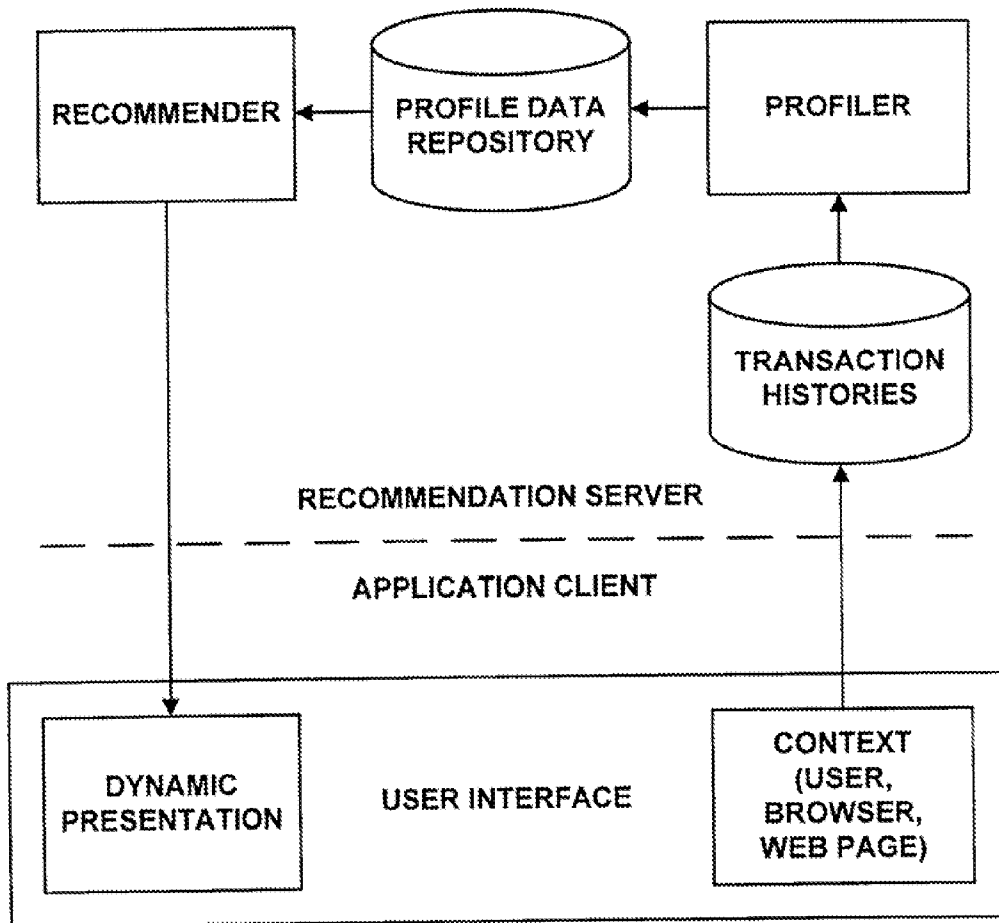 RECOMMENDER
PROFILE DATA
REPOSITORY
PROFILER
TRANSACTION
HISTORIES
RECOMMENDATION SERVER
APPLICATION CLIENT
DYNAMIC
PRESENTATION
USER INTERFACE
CONTEXT
(USER,
BROWSER,
WEB PAGE)